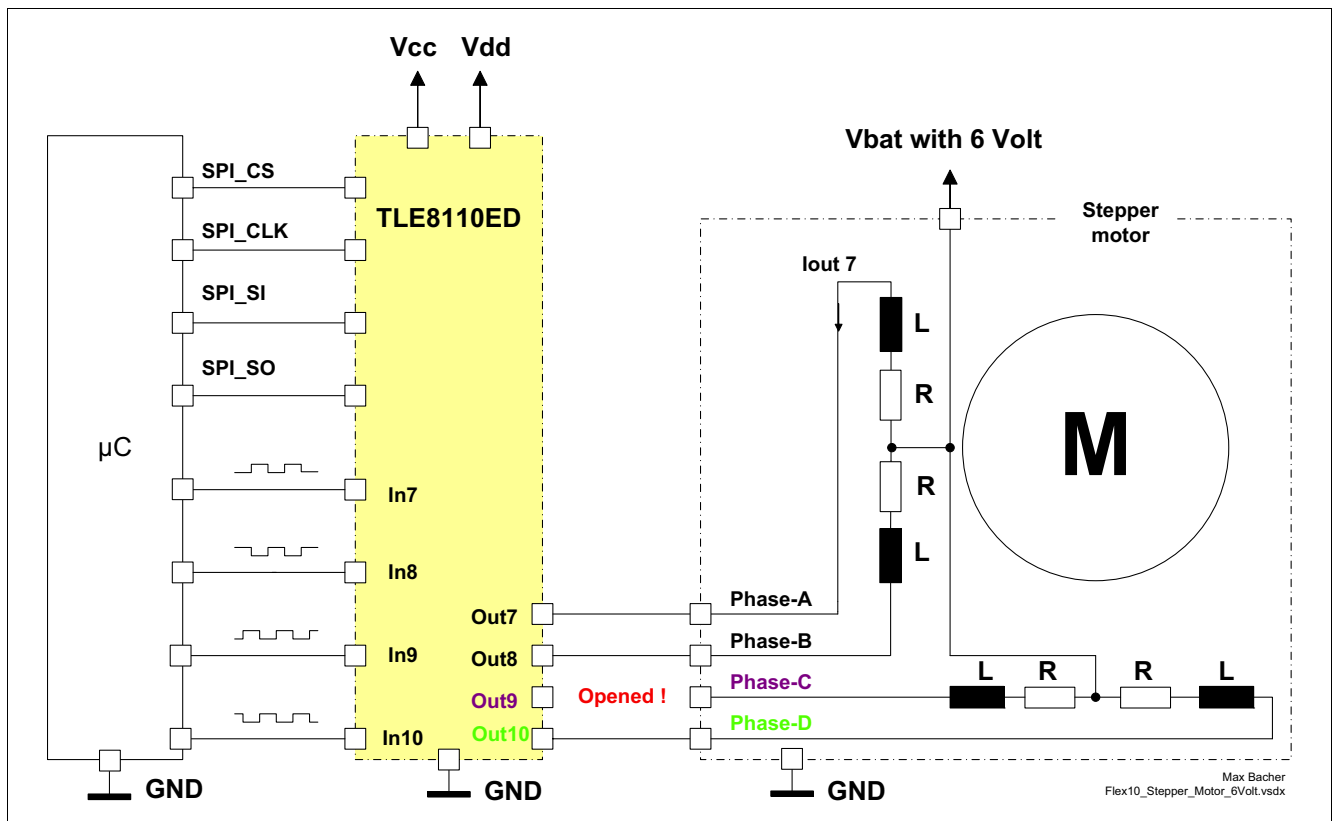 Vcc Vdd
Vbat with 6 Volt
SPI_CS
TLE8110ED
Stepper
motor
SPI_CLK
Iout 7
SPI_SI
L
SPI_SO
R
µC
M
In7
R
L
In8
Phase-A
Out7
Phase-B
In9
Out8
L R R L
Phase-C
Out9
Opened !
Phase-D
Out10
In10
GND
GND
GND
Max Bacher
Flex10_Stepper_Motor_6Volt.vsdx